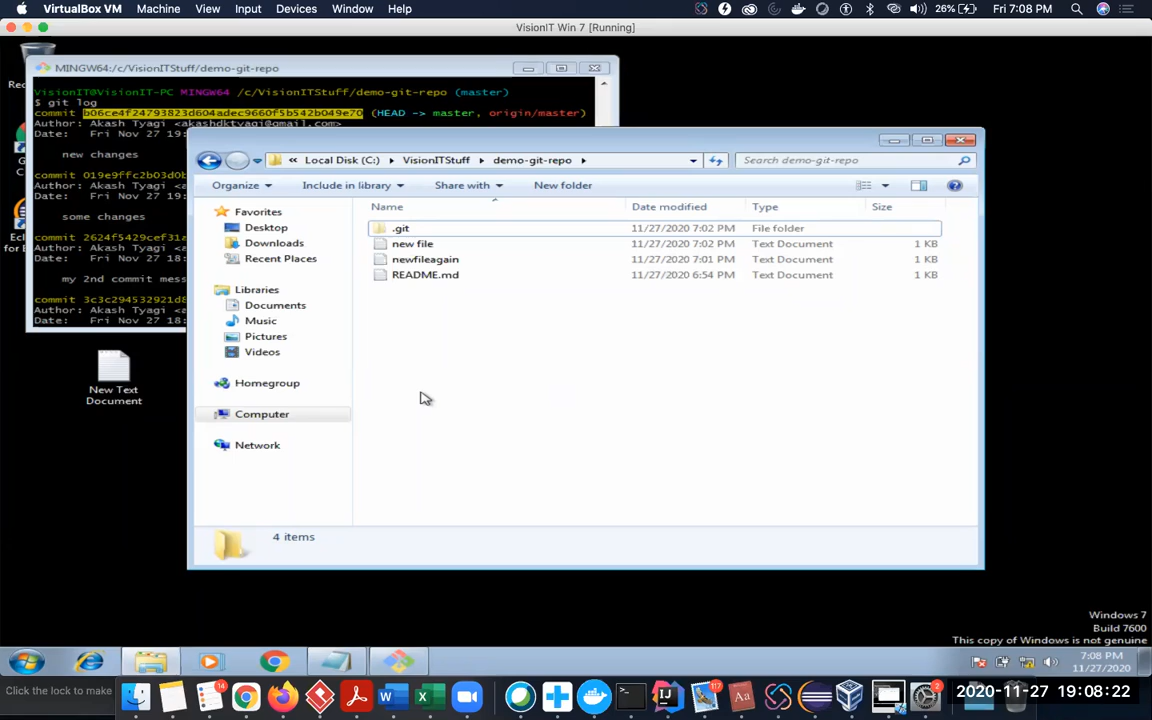 VirtualBox VM Machine View Input Devices Window Help
26% Fri 7:08 PM
VisionIT Win 7 [Running]
MINGW64:/c/VisionITStuff/demo-git-repo
VisionIT@VisionIT-PC MINGW64 /c/VisionITStuff/demo-git-repo (master)
$ git log
commit b06ce4f24793823d604adec9660f5b542b049e70 (HEAD -> master, origin/master)
Author: Akash Tyagi <akashdktyagi@gmail.com>
Date: Fri Nov 27 19
new changes
commit 019e9ffc2b03d0b
Author: Akash Tyagi <a
Date: Fri Nov 27 19
some changes
commit 2624f5429cef31a
Author: Akash Tyagi <a
Date: Fri Nov 27 18
my 2nd commit mess
commit 3c3c294532921d8
Author: Akash Tyagi <a
Date: Fri Nov 27 18
« Local Disk (C:) VisionITStuff demo-git-repo
Search demo-git-repo
Organize Include in library Share with New folder
Name Date modified Type Size
.git 11/27/2020 7:02 PM File folder
new file 11/27/2020 7:02 PM Text Document 1 KB
newfileagain 11/27/2020 7:01 PM Text Document 1 KB
README.md 11/27/2020 6:54 PM Text Document 1 KB
Favorites
Desktop
Downloads
Recent Places
Libraries
Documents
Music
Pictures
Videos
Homegroup
Computer
Network
4 items
New Text
Document
Windows 7
Build 7600
This copy of Windows is not genuine
7:08 PM
11/27/2020
Click the lock to make
2020-11-27 19:08:22